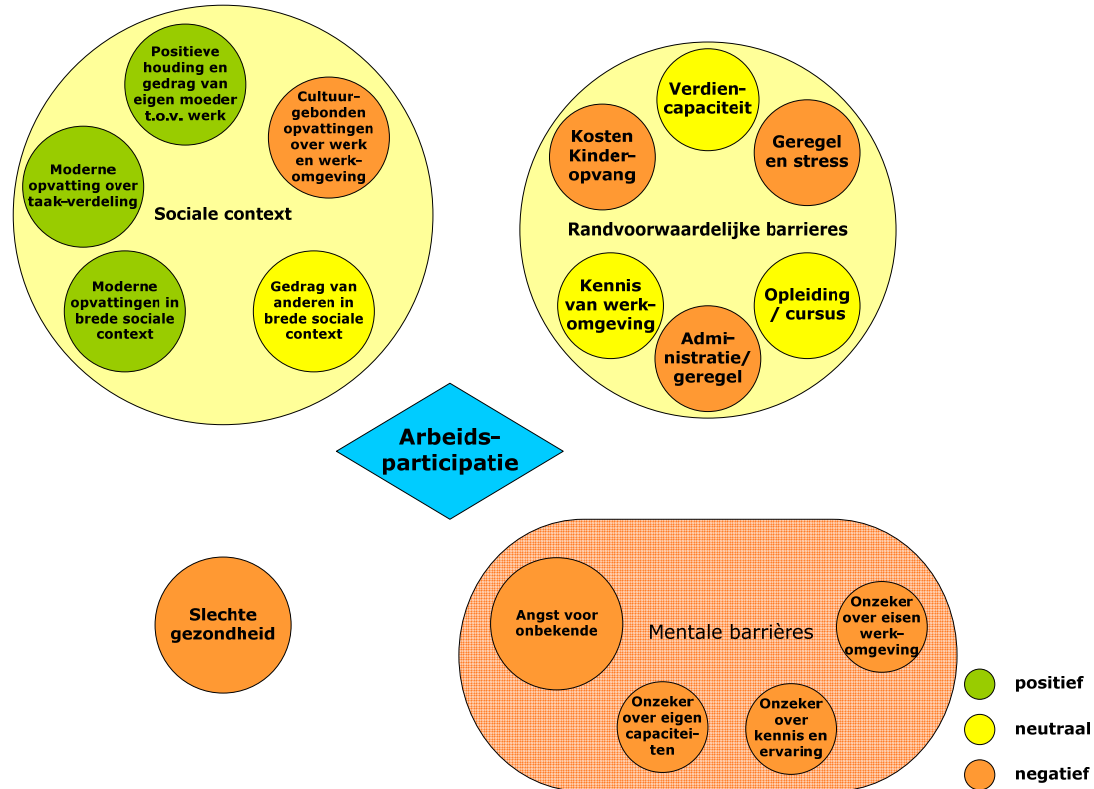 Positieve
houding en
gedrag van
eigen moeder
t.o.v. werk
Cultuur-
gebonden
opvattingen
over werk
en werk-
omgeving
Moderne
opvatting over
taak-verdeling
Sociale context
Moderne
opvattingen in
brede sociale
context
Gedrag van
anderen in
brede sociale
context
Verdien-
capaciteit
Kosten
Kinder-
opvang
Geregel
en stress
Randvoorwaardelijke barrieres
Kennis
van werk-
omgeving
Opleiding
/ cursus
Admi-
nistratie/
geregel
Arbeids-
participatie
Slechte
gezondheid
Angst voor
onbekende
Mentale barrières
Onzeker
over eisen
werk-
omgeving
Onzeker
over eigen
capacitei-
ten
Onzeker
over
kennis en
ervaring
positief
neutraal
negatief